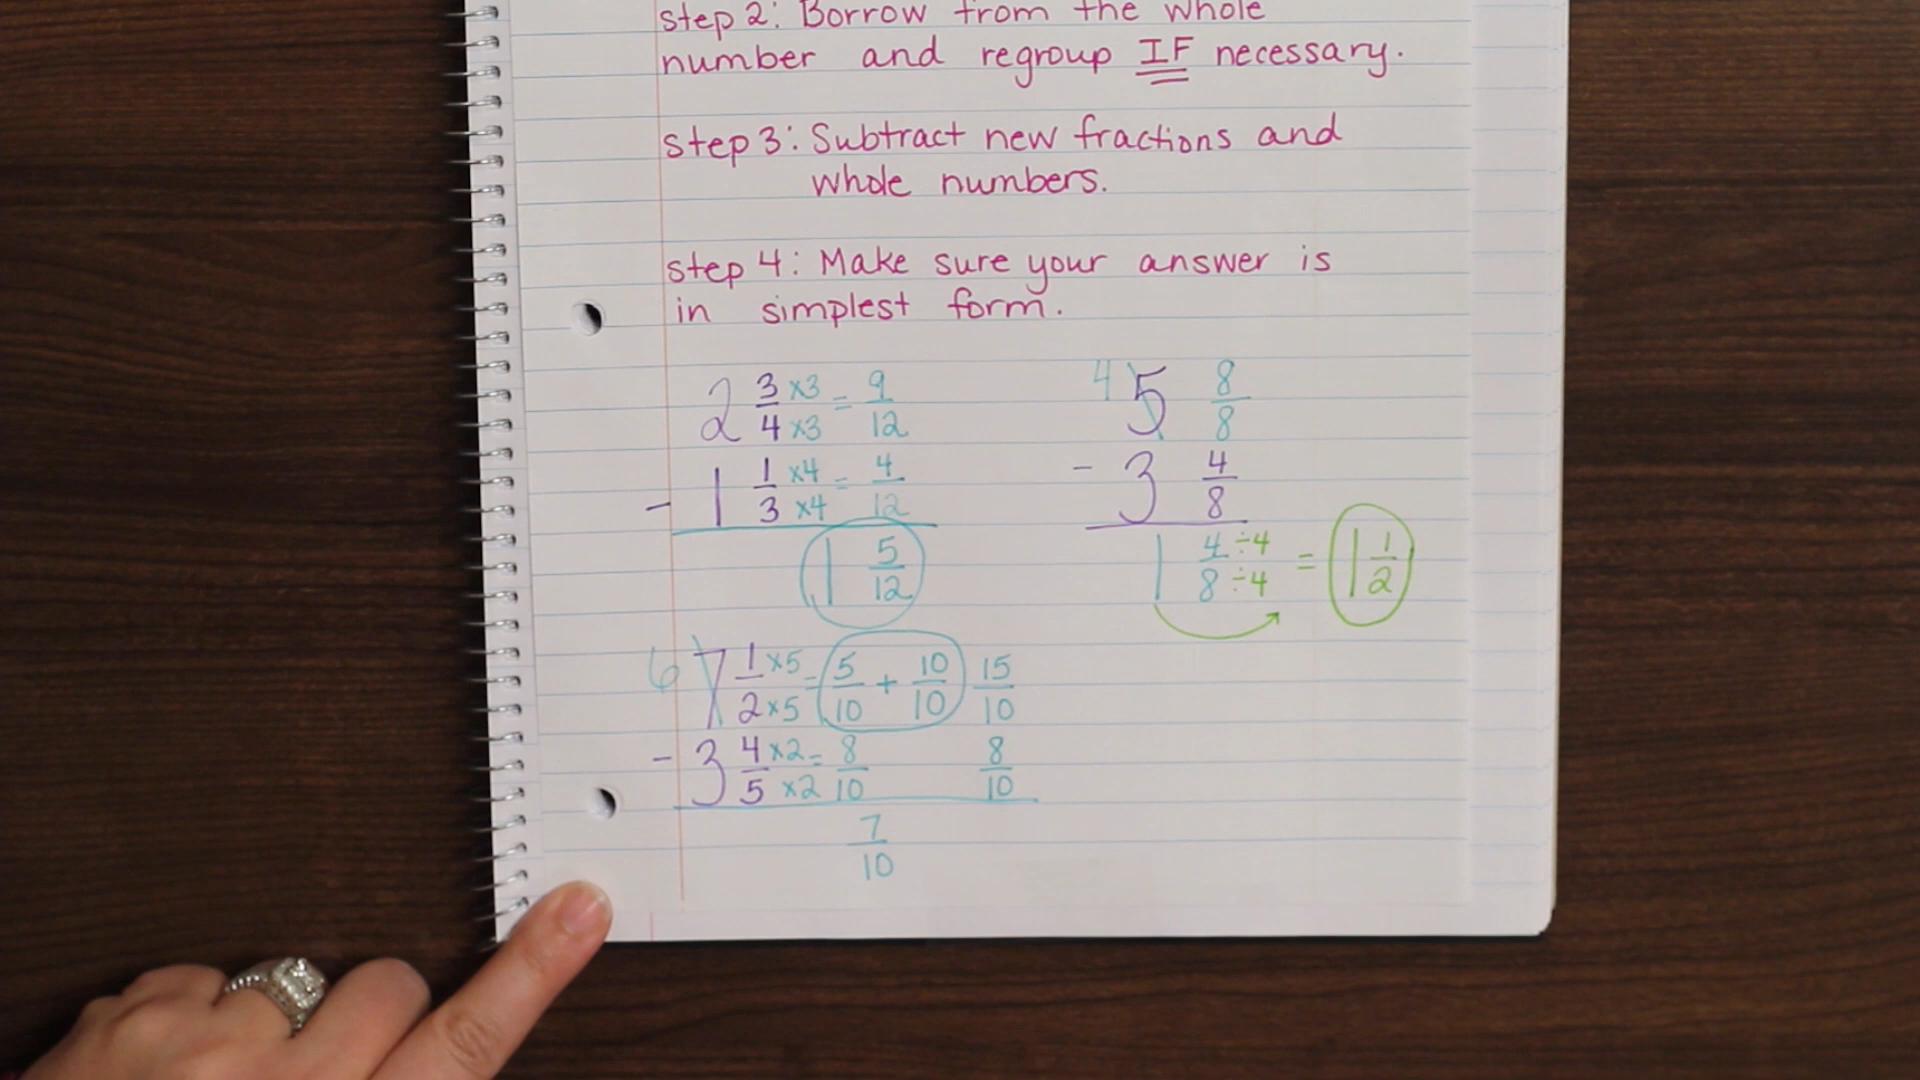 step 2: Borrow from the whole
number and regroup IF necessary.
step 3: Subtract new fractions and
whole numbers.
step 4: Make sure your answer is
in simplest form.
2 3/4 ×3/×3 = 9/12
- 1 1/3 ×4/×4 = 4/12
1 5/12
4 5 8/8
- 3 4/8
1 4/8 ÷4/÷4 = 1 1/2
6 7 1/2 ×5/×5 = 5/10 + 10/10 15/10
- 3 4/5 ×2/×2 = 8/10 8/10
7/10